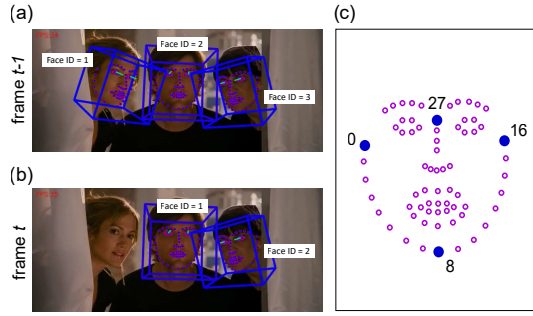 (a)
(c)
Face ID = 2
Face ID = 1
Face ID = 3
frame t-1
27
0
16
8
(b)
Face ID = 1
Face ID = 2
frame t